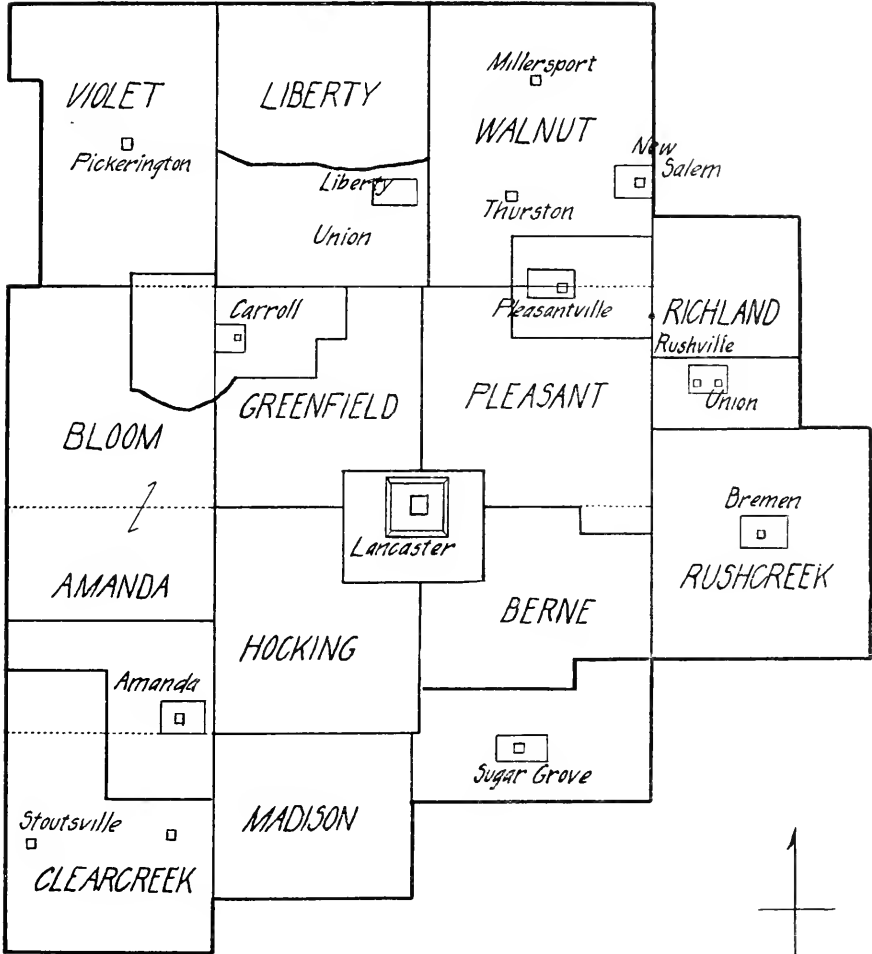 VIOLET
LIBERTY
Millersport
WALNUT
Pickerington
New
Salem
Liberty
Union
Thurston
Carroll
Pleasantville
RICHLAND
Rushville
GREENFIELD
PLEASANT
Union
BLOOM
Bremen
Lancaster
AMANDA
RUSHCREEK
BERNE
HOCKING
Amanda
Sugar Grove
Stoutsville
MADISON
CLEARCREEK